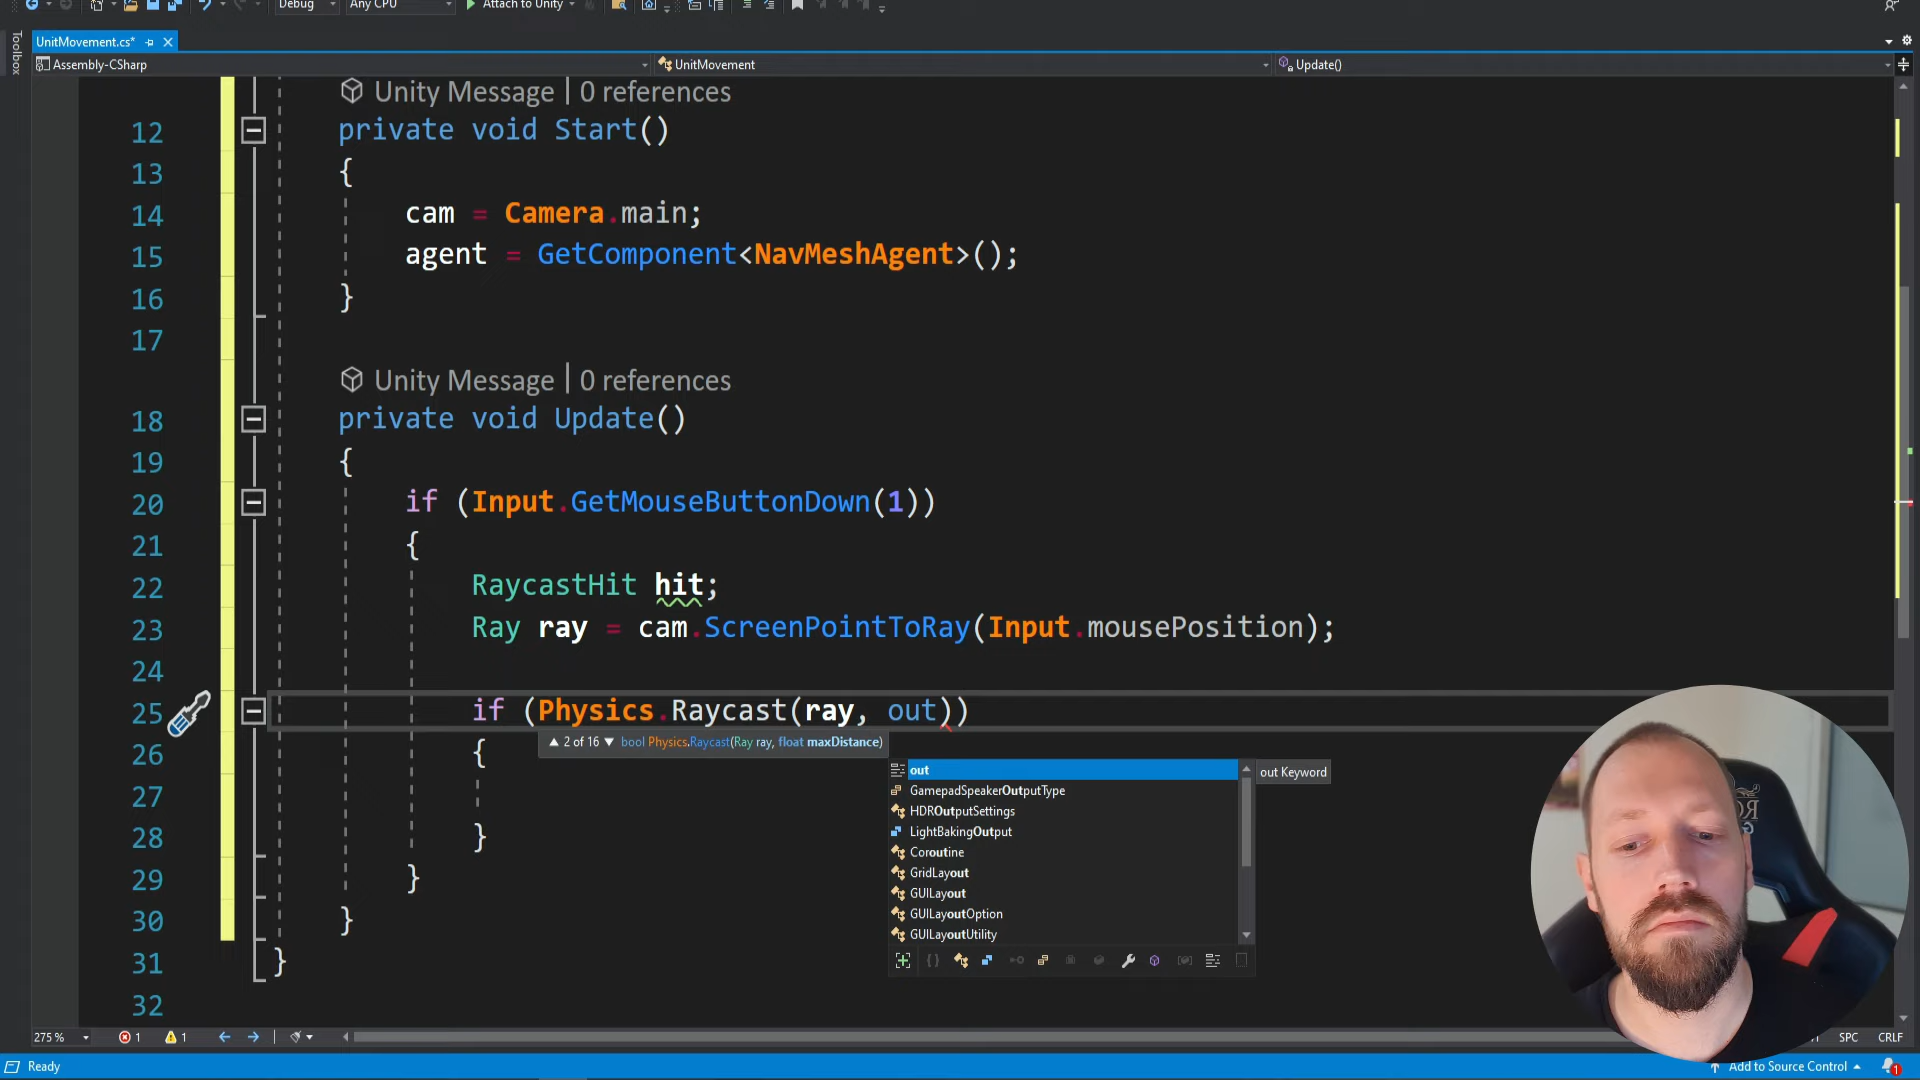 Debug
Any CPU
Attach to Unity
UnitMovement.cs*
Toolbox
Assembly-CSharp
UnitMovement
Update()
Unity Message | 0 references
12 private void Start()
13 {
14 cam = Camera.main;
15 agent = GetComponent<NavMeshAgent>();
16 }
17
Unity Message | 0 references
18 private void Update()
19 {
20 if (Input.GetMouseButtonDown(1))
21 {
22 RaycastHit hit;
23 Ray ray = cam.ScreenPointToRay(Input.mousePosition);
24
25 if (Physics.Raycast(ray, out))
▲ 2 of 16 ▼ bool Physics.Raycast(Ray ray, float maxDistance)
26 {
27
28 }
29 }
30 }
31 }
32
out
out Keyword
GamepadSpeakerOutputType
HDROutputSettings
LightBakingOutput
Coroutine
GridLayout
GUILayout
GUILayoutOption
GUILayoutUtility
275 %
1
1
SPC
CRLF
Ready
Add to Source Control
1